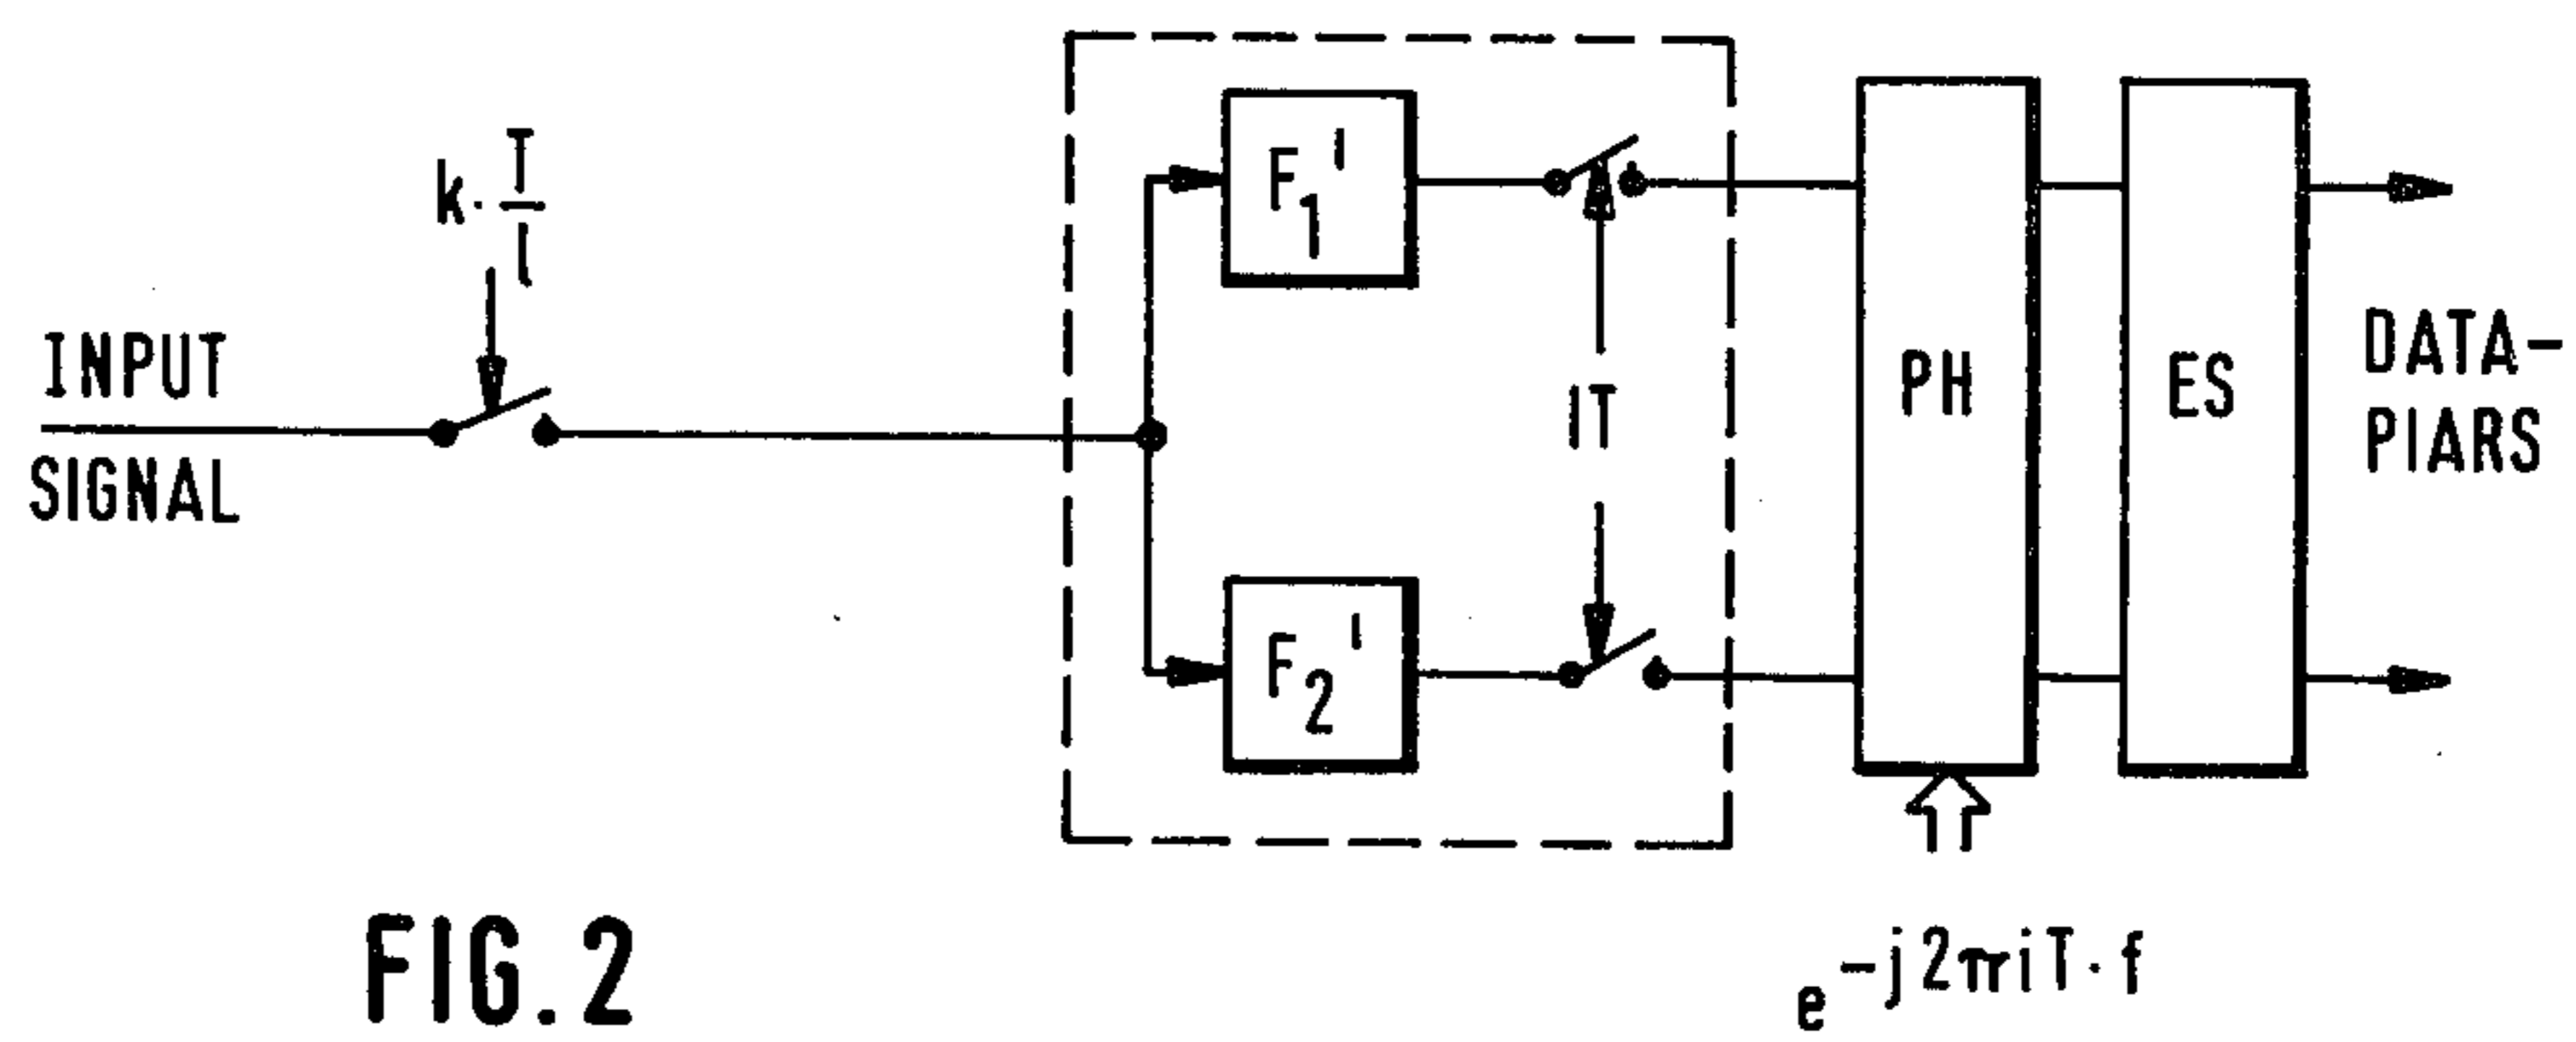 k · T/l
INPUT
SIGNAL
F1'
IT
F2'
PH
ES
DATA-
PIARS
e^-j2πiT·f
FIG. 2